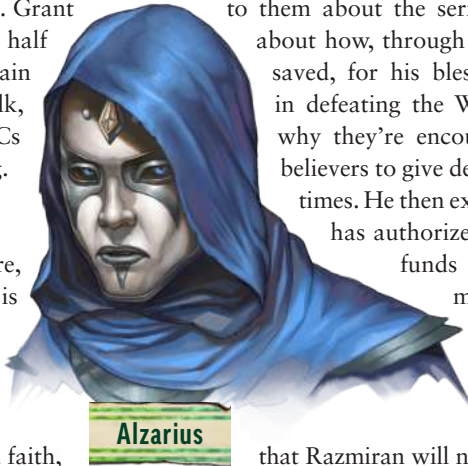 . Grant
half
ain
lk,
Cs
g.
re,
is
faith,
Alzarius
to them about the seri
about how, through
saved, for his bles
in defeating the W
why they're encou
believers to give de
times. He then ex
has authorize
funds
m
that Razmiran will n